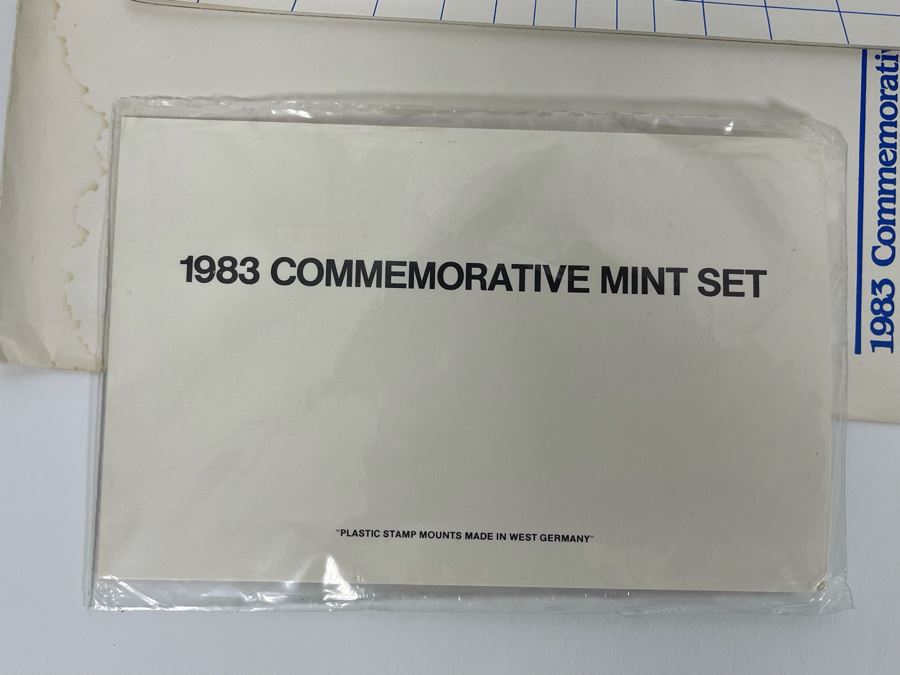 1983 COMMEMORATIVE MINT SET
"PLASTIC STAMP MOUNTS MADE IN WEST GERMANY"
1983 Commemorati